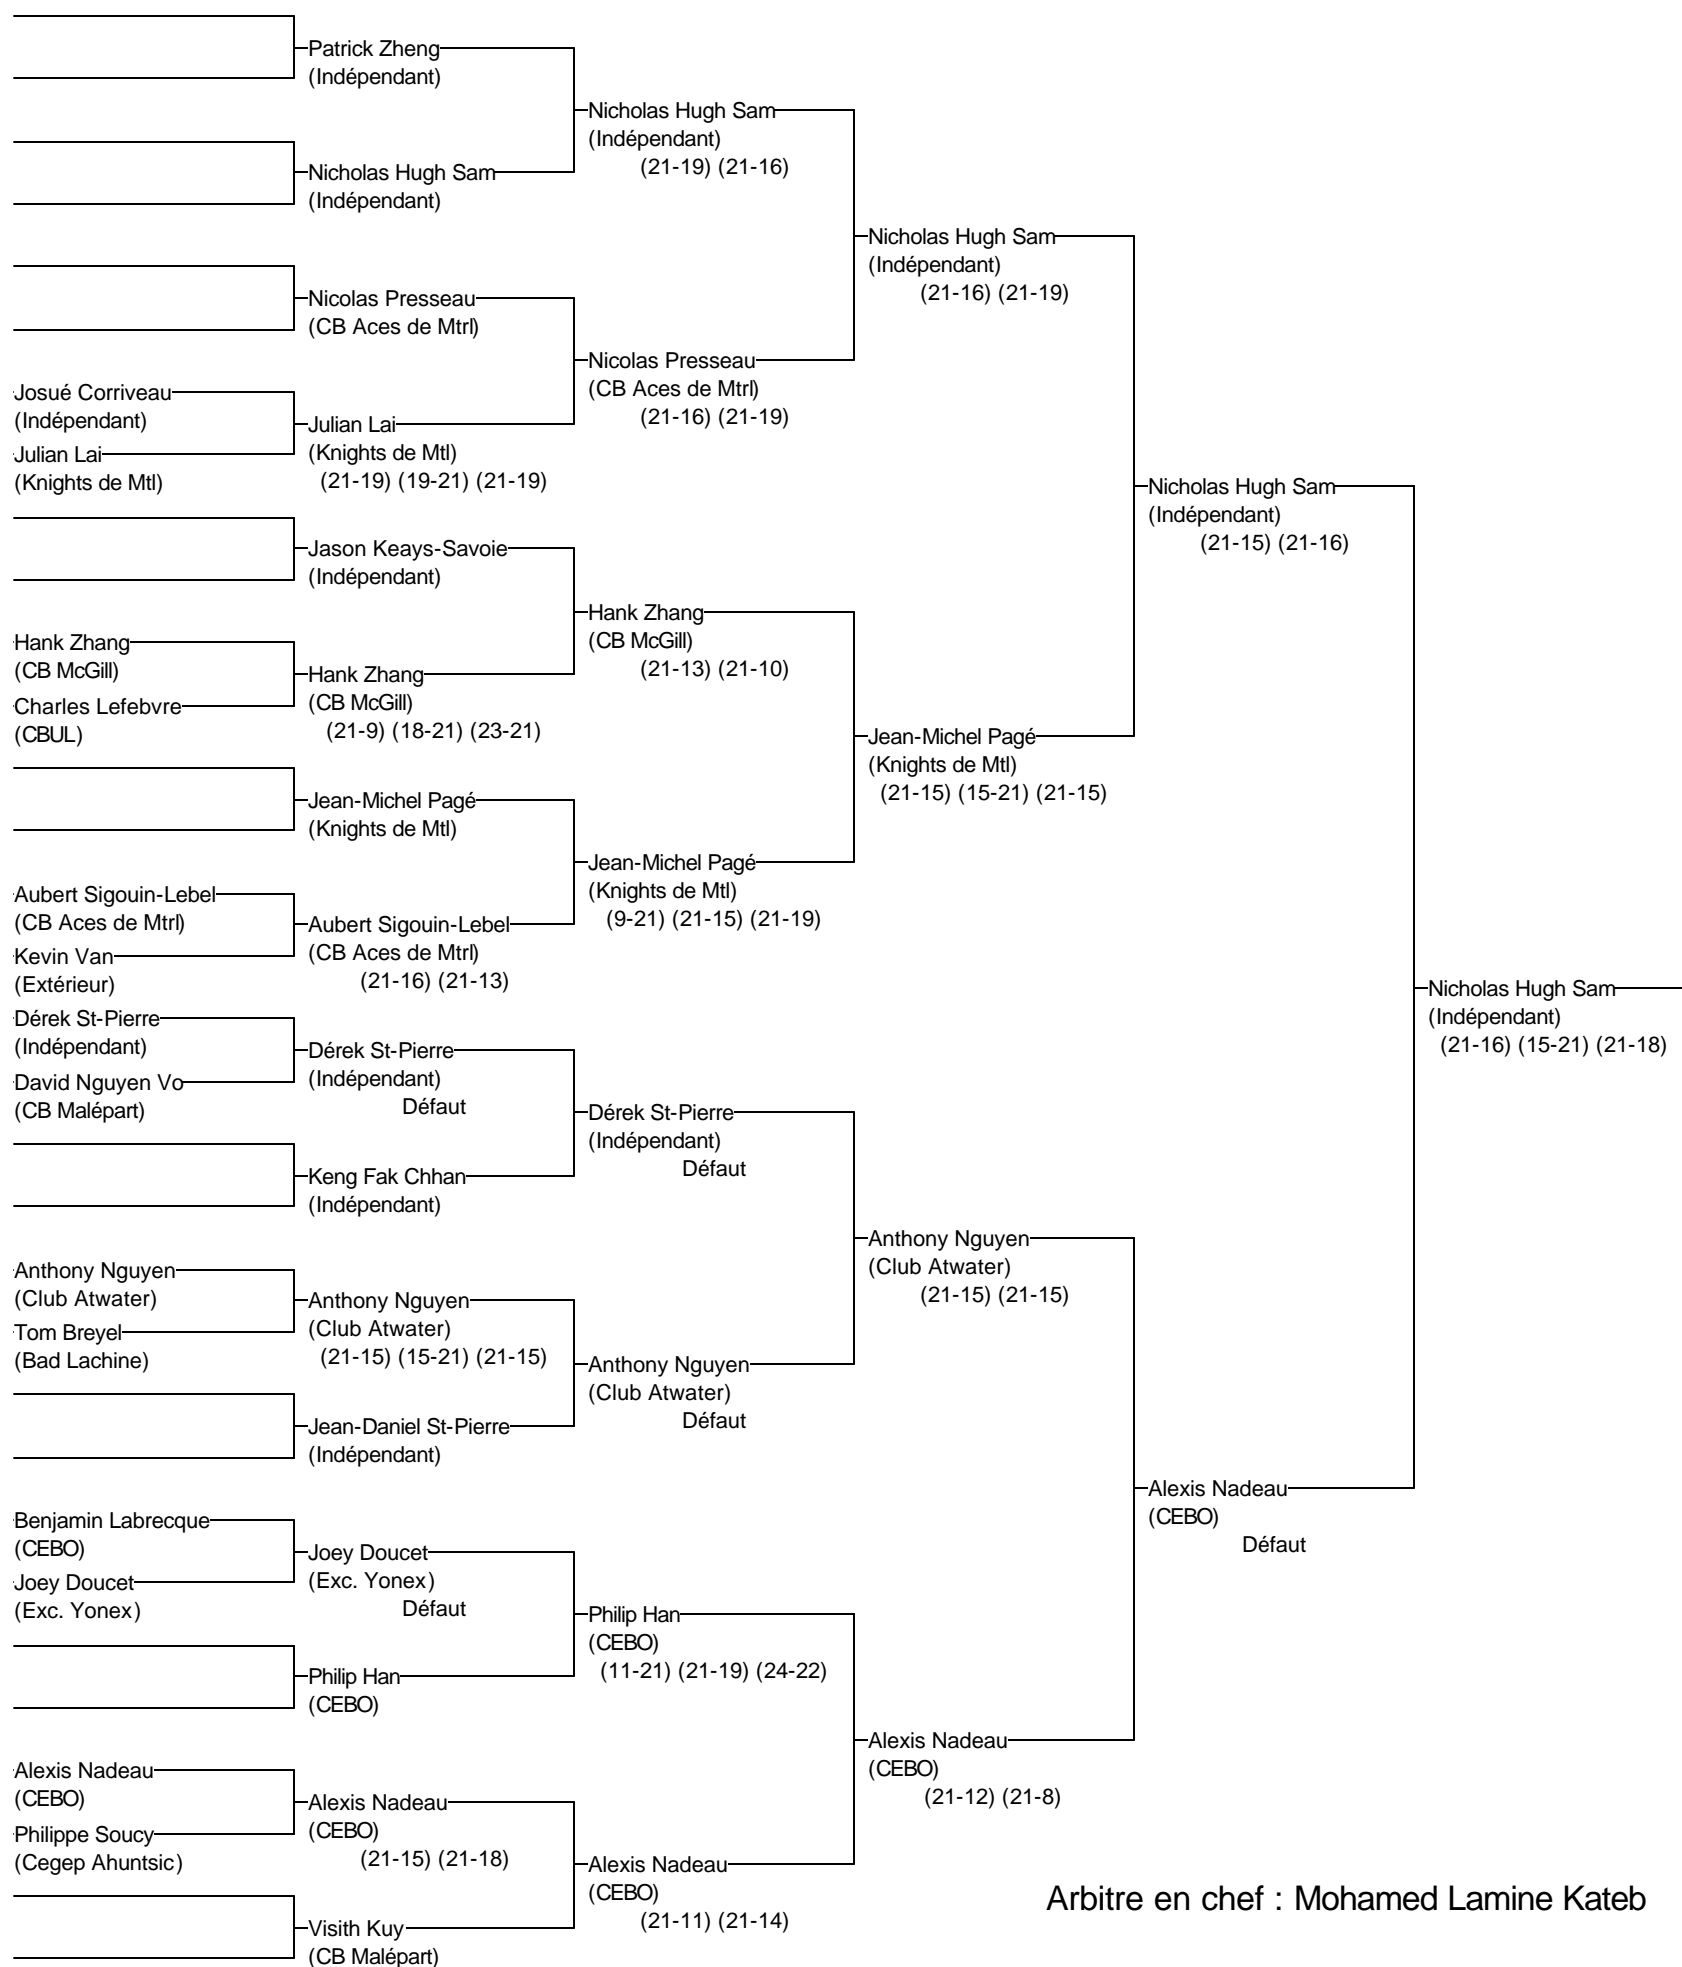 Patrick Zheng
(Indépendant)
Nicholas Hugh Sam
(Indépendant)
(21-19) (21-16)
Nicholas Hugh Sam
(Indépendant)
Nicholas Hugh Sam
(Indépendant)
(21-16) (21-19)
Nicolas Presseau
(CB Aces de Mtrl)
Nicolas Presseau
(CB Aces de Mtrl)
(21-16) (21-19)
Josué Corriveau
(Indépendant)
Julian Lai
(Knights de Mtl)
(21-19) (19-21) (21-19)
Julian Lai
(Knights de Mtl)
Nicholas Hugh Sam
(Indépendant)
(21-15) (21-16)
Jason Keays-Savoie
(Indépendant)
Hank Zhang
(CB McGill)
(21-13) (21-10)
Hank Zhang
(CB McGill)
Hank Zhang
(CB McGill)
(21-9) (18-21) (23-21)
Charles Lefebvre
(CBUL)
Jean-Michel Pagé
(Knights de Mtl)
(21-15) (15-21) (21-15)
Jean-Michel Pagé
(Knights de Mtl)
Jean-Michel Pagé
(Knights de Mtl)
(9-21) (21-15) (21-19)
Aubert Sigouin-Lebel
(CB Aces de Mtrl)
Aubert Sigouin-Lebel
(CB Aces de Mtrl)
(21-16) (21-13)
Kevin Van
(Extérieur)
Nicholas Hugh Sam
(Indépendant)
(21-16) (15-21) (21-18)
Dérek St-Pierre
(Indépendant)
Dérek St-Pierre
(Indépendant)
Défaut
David Nguyen Vo
(CB Malépart)
Dérek St-Pierre
(Indépendant)
Défaut
Keng Fak Chhan
(Indépendant)
Anthony Nguyen
(Club Atwater)
(21-15) (21-15)
Anthony Nguyen
(Club Atwater)
Anthony Nguyen
(Club Atwater)
(21-15) (15-21) (21-15)
Tom Breyel
(Bad Lachine)
Anthony Nguyen
(Club Atwater)
Défaut
Jean-Daniel St-Pierre
(Indépendant)
Alexis Nadeau
(CEBO)
Défaut
Benjamin Labrecque
(CEBO)
Joey Doucet
(Exc. Yonex)
Défaut
Joey Doucet
(Exc. Yonex)
Philip Han
(CEBO)
(11-21) (21-19) (24-22)
Philip Han
(CEBO)
Alexis Nadeau
(CEBO)
(21-12) (21-8)
Alexis Nadeau
(CEBO)
Alexis Nadeau
(CEBO)
(21-15) (21-18)
Philippe Soucy
(Cegep Ahuntsic)
Alexis Nadeau
(CEBO)
(21-11) (21-14)
Visith Kuy
(CB Malépart)
Arbitre en chef : Mohamed Lamine Kateb